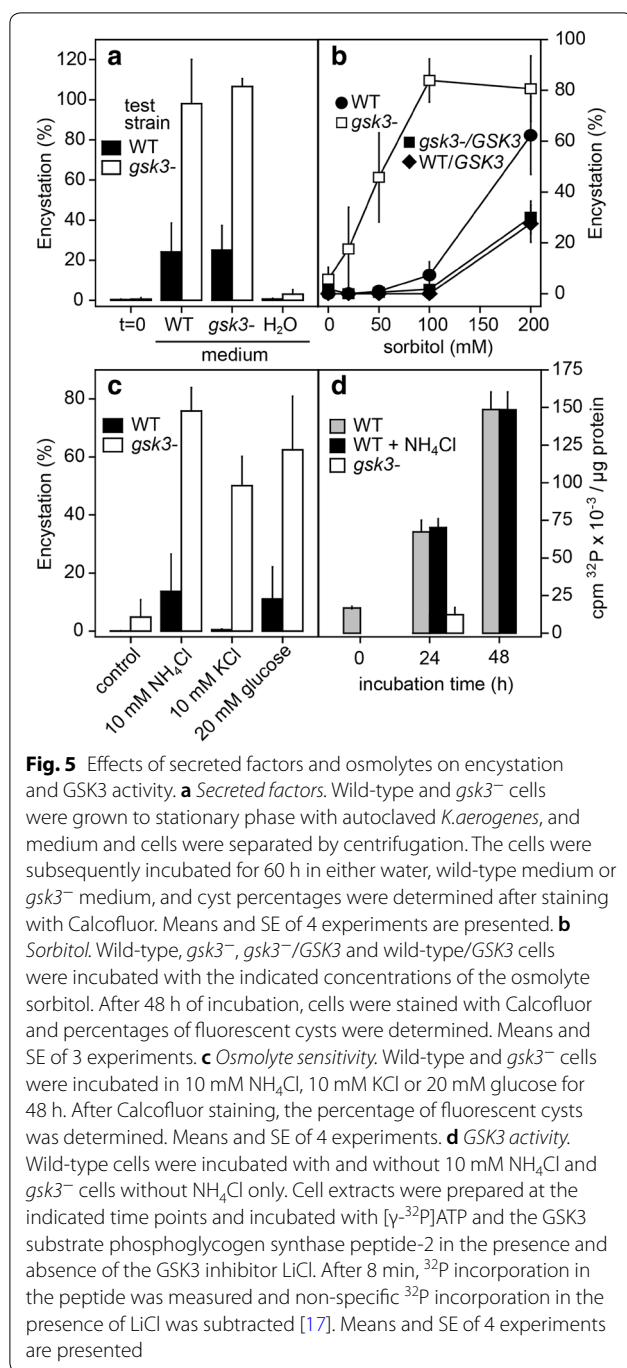 a
b
120
100
80
60
40
20
0
Encystation (%)
test
strain
WT
gsk3-
t=0 WT gsk3- H₂O
medium
WT
gsk3-
gsk3-/GSK3
WT/GSK3
100
80
60
40
20
0
Encystation (%)
0 50 100 150 200
sorbitol (mM)
c
d
80
60
40
20
0
Encystation (%)
WT
gsk3-
control
10 mM NH₄Cl
10 mM KCl
20 mM glucose
WT
WT + NH₄Cl
gsk3-
175
150
125
100
75
50
25
0
cpm ³²P x 10⁻³ / µg protein
0 24 48
incubation time (h)
Fig. 5 Effects of secreted factors and osmolytes on encystation
and GSK3 activity. a Secreted factors. Wild-type and gsk3⁻ cells
were grown to stationary phase with autoclaved K.aerogenes, and
medium and cells were separated by centrifugation. The cells were
subsequently incubated for 60 h in either water, wild-type medium or
gsk3⁻ medium, and cyst percentages were determined after staining
with Calcofluor. Means and SE of 4 experiments are presented. b
Sorbitol. Wild-type, gsk3⁻, gsk3⁻/GSK3 and wild-type/GSK3 cells
were incubated with the indicated concentrations of the osmolyte
sorbitol. After 48 h of incubation, cells were stained with Calcofluor
and percentages of fluorescent cysts were determined. Means and
SE of 3 experiments. c Osmolyte sensitivity. Wild-type and gsk3⁻ cells
were incubated in 10 mM NH₄Cl, 10 mM KCl or 20 mM glucose for
48 h. After Calcofluor staining, the percentage of fluorescent cysts
was determined. Means and SE of 4 experiments. d GSK3 activity.
Wild-type cells were incubated with and without 10 mM NH₄Cl and
gsk3⁻ cells without NH₄Cl only. Cell extracts were prepared at the
indicated time points and incubated with [γ-³²P]ATP and the GSK3
substrate phosphoglycogen synthase peptide-2 in the presence and
absence of the GSK3 inhibitor LiCl. After 8 min, ³²P incorporation in
the peptide was measured and non-specific ³²P incorporation in the
presence of LiCl was subtracted [17]. Means and SE of 4 experiments
are presented